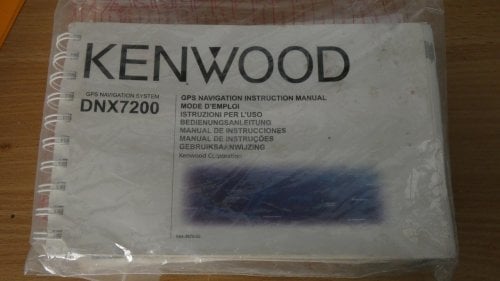 KENWOOD
GPS NAVIGATION SYSTEM
DNX7200
GPS NAVIGATION INSTRUCTION MANUAL
MODE D'EMPLOI
ISTRUZIONI PER L'USO
BEDIENUNGSANLEITUNG
MANUAL DE INSTRUCCIONES
MANUAL DE INSTRUÇÕES
GEBRUIKSAANWIJZING
Kenwood Corporation